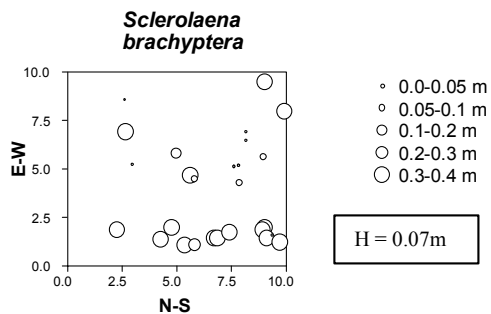 Sclerolaena
brachyptera
10.0
7.5
5.0
2.5
0.0
E-W
0.0 2.5 5.0 7.5 10.0
N-S
0.0-0.05 m
0.05-0.1 m
0.1-0.2 m
0.2-0.3 m
0.3-0.4 m
H = 0.07m